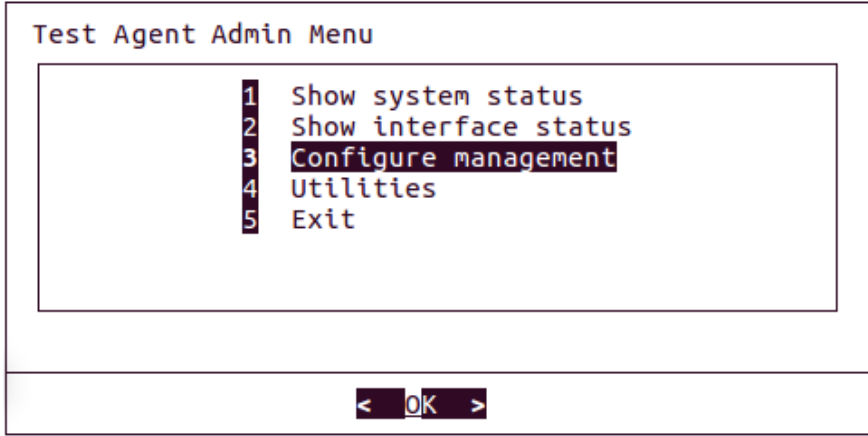 Test Agent Admin Menu
1 Show system status
2 Show interface status
3 Configure management
4 Utilities
5 Exit
< OK >